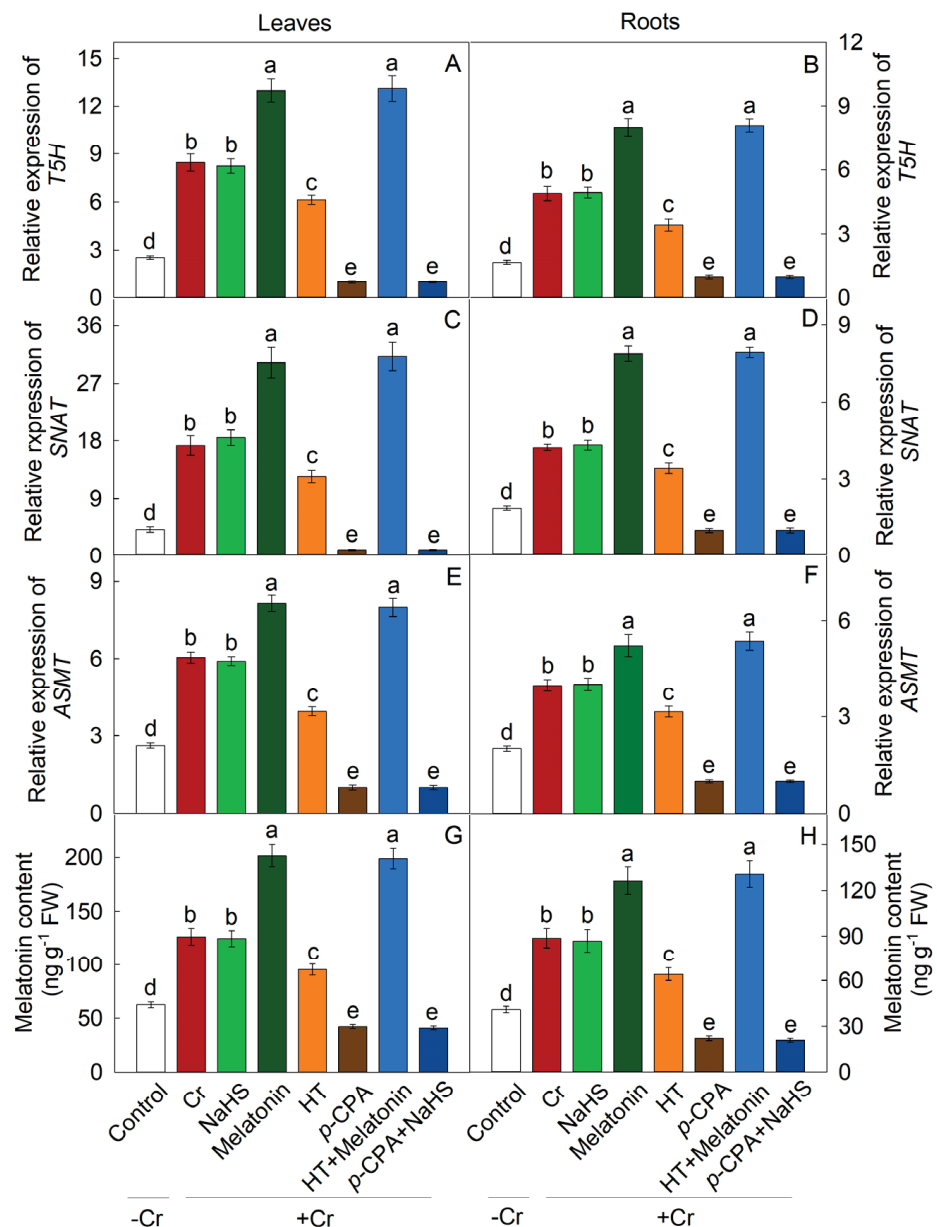 Leaves
Roots
Relative expression of
T5H
15
12
9
6
3
0
A
d
b
b
a
c
e
a
e
B
d
b
b
a
c
e
a
e
12
9
6
3
0
Relative expression of
T5H
Relative rxpression of
SNAT
36
27
18
9
0
C
d
b
b
a
c
e
a
e
D
d
b
b
a
c
e
a
e
9
6
3
0
Relative rxpression of
SNAT
Relative expression of
ASMT
9
6
3
0
E
d
b
b
a
c
e
a
e
F
d
b
b
a
c
e
a
e
6
3
0
Relative expression of
ASMT
Melatonin content
(ng g-1 FW)
200
150
100
50
0
G
d
b
b
a
c
e
a
e
H
d
b
b
a
c
e
a
e
150
120
90
60
30
0
Melatonin content
(ng g-1 FW)
Control
Cr
NaHS
Melatonin
HT
p-CPA
HT+Melatonin
p-CPA+NaHS
Control
Cr
NaHS
Melatonin
HT
p-CPA
HT+Melatonin
p-CPA+NaHS
-Cr
+Cr
-Cr
+Cr